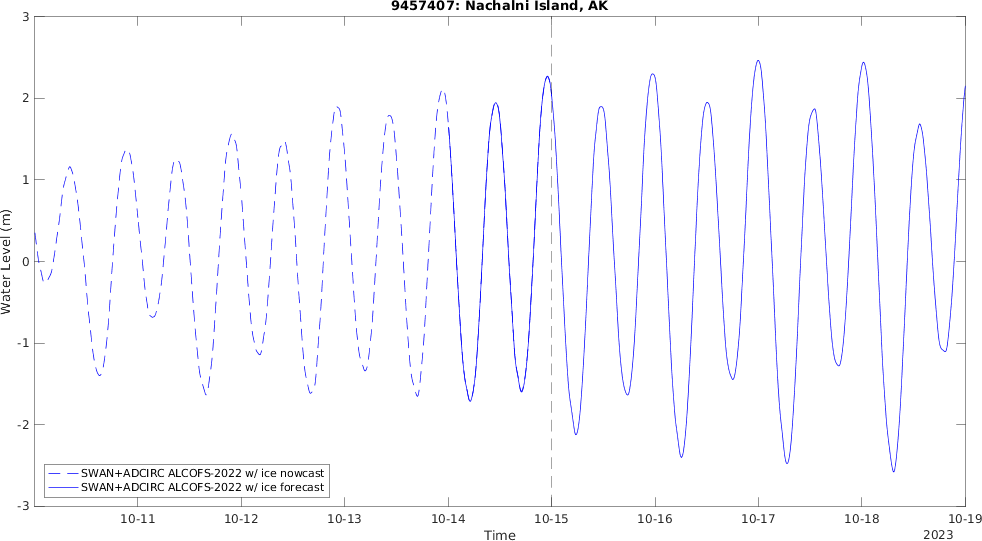 9457407: Nachalni Island, AK
3
2
1
0
-1
-2
-3
Water Level (m)
SWAN+ADCIRC ALCOFS-2022 w/ ice nowcast
SWAN+ADCIRC ALCOFS-2022 w/ ice forecast
10-11 10-12 10-13 10-14 10-15 10-16 10-17 10-18 10-19
Time
2023